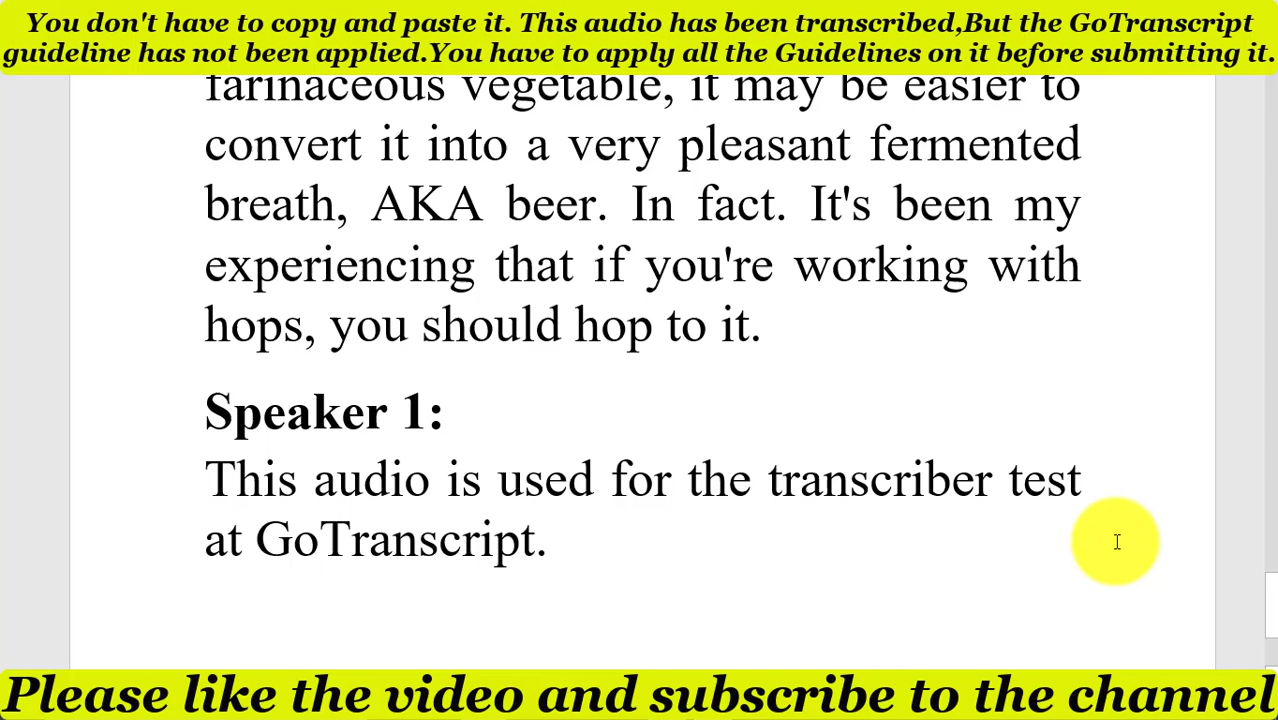 You don't have to copy and paste it. This audio has been transcribed,But the GoTranscript
guideline has not been applied.You have to apply all the Guidelines on it before submitting it.
farinaceous vegetable, it may be easier to
convert it into a very pleasant fermented
breath, AKA beer. In fact. It's been my
experiencing that if you're working with
hops, you should hop to it.
Speaker 1:
This audio is used for the transcriber test
at GoTranscript.
Please like the video and subscribe to the channel